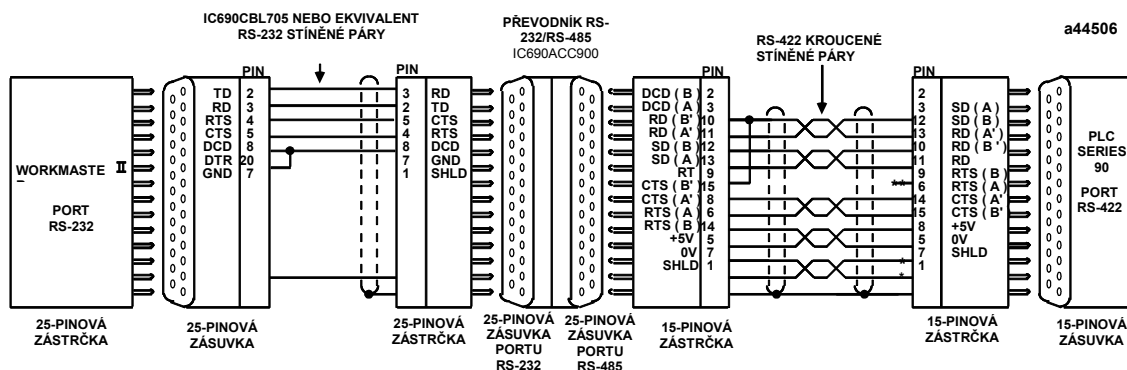 IC690CBL705 NEBO EKVIVALENT
RS-232 STÍNĚNÉ PÁRY
PŘEVODNÍK RS-
232/RS-485
IC690ACC900
RS-422 KROUCENÉ
STÍNĚNÉ PÁRY
a44506
WORKMASTE II
PORT
RS-232
PIN
TD 2
RD 3
RTS 4
CTS 5
DCD 8
DTR 20
GND 7
PIN
3 RD
2 TD
5 CTS
4 RTS
8 DCD
7 GND
1 SHLD
PIN
DCD ( B ) 2
DCD ( A ) 3
RD ( B' ) 10
RD ( A' ) 11
SD ( B ) 12
SD ( A ) 13
RT 9
CTS ( B' ) 15
CTS ( A' ) 8
RTS ( A ) 6
RTS ( B ) 14
+5V 5
0V 7
SHLD 1
PIN
2
3 SD ( A )
12 SD ( B )
13 RD ( A' )
10 RD ( B' )
11 RD
9 RTS ( B )
** 6 RTS ( A )
14 CTS ( A'
15 CTS ( B'
8 +5V
5 0V
7 SHLD
* 1
*
PLC
SERIES
90
PORT
RS-422
25-PINOVÁ
ZÁSTRČKA
25-PINOVÁ
ZÁSUVKA
25-PINOVÁ
ZÁSTRČKA
25-PINOVÁ
ZÁSUVKA
PORTU
RS-232
25-PINOVÁ
ZÁSUVKA
PORTU
RS-485
15-PINOVÁ
ZÁSTRČKA
15-PINOVÁ
ZÁSTRČKA
15-PINOVÁ
ZÁSUVKA